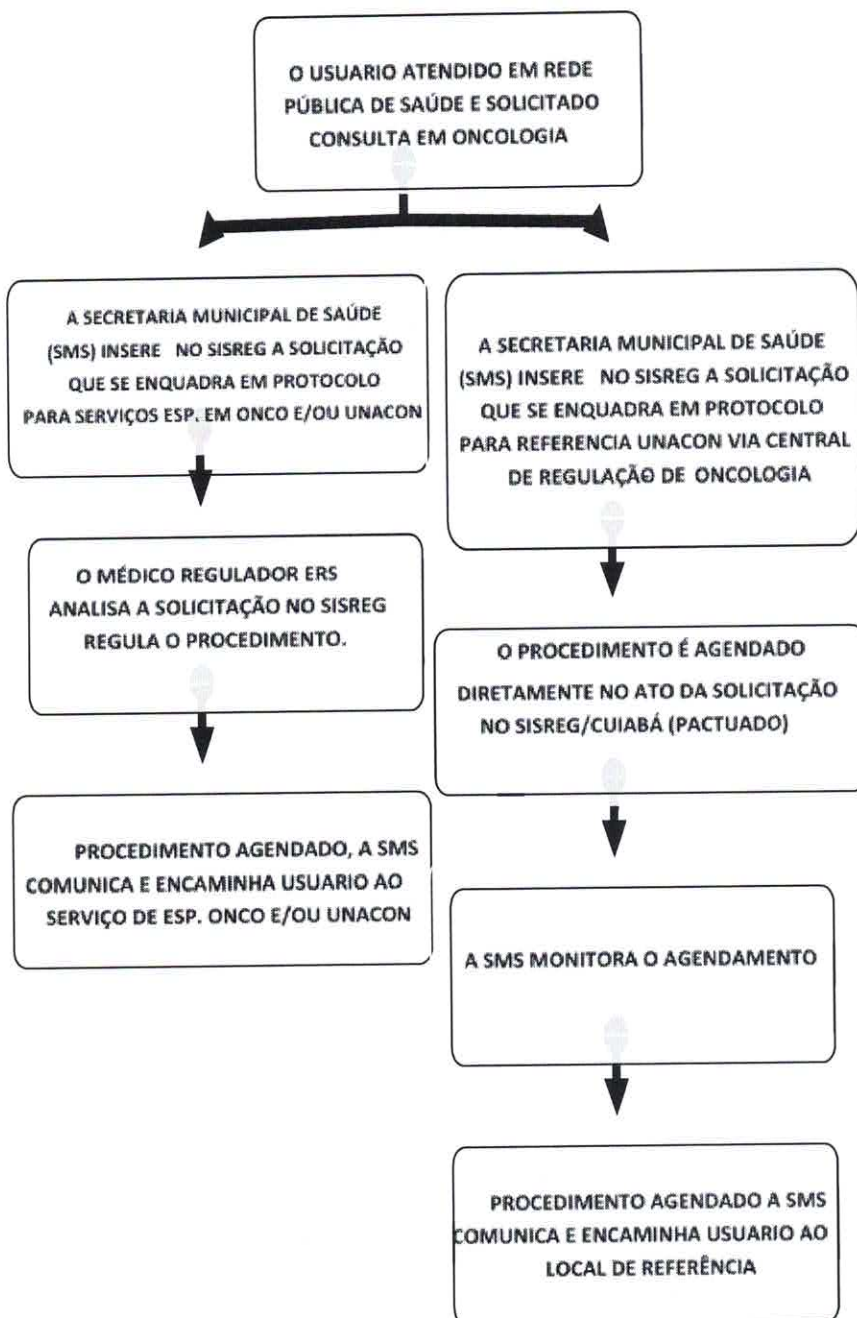 O USUARIO ATENDIDO EM REDE
PÚBLICA DE SAÚDE E SOLICITADO
CONSULTA EM ONCOLOGIA
A SECRETARIA MUNICIPAL DE SAÚDE
(SMS) INSERE NO SISREG A SOLICITAÇÃO
QUE SE ENQUADRA EM PROTOCOLO
PARA SERVIÇOS ESP. EM ONCO E/OU UNACON
O MÉDICO REGULADOR ERS
ANALISA A SOLICITAÇÃO NO SISREG
REGULA O PROCEDIMENTO.
PROCEDIMENTO AGENDADO, A SMS
COMUNICA E ENCAMINHA USUARIO AO
SERVIÇO DE ESP. ONCO E/OU UNACON
A SECRETARIA MUNICIPAL DE SAÚDE
(SMS) INSERE NO SISREG A SOLICITAÇÃO
QUE SE ENQUADRA EM PROTOCOLO
PARA REFERENCIA UNACON VIA CENTRAL
DE REGULAÇÃO DE ONCOLOGIA
O PROCEDIMENTO É AGENDADO
DIRETAMENTE NO ATO DA SOLICITAÇÃO
NO SISREG/CUIABÁ (PACTUADO)
A SMS MONITORA O AGENDAMENTO
PROCEDIMENTO AGENDADO A SMS
COMUNICA E ENCAMINHA USUARIO AO
LOCAL DE REFERÊNCIA